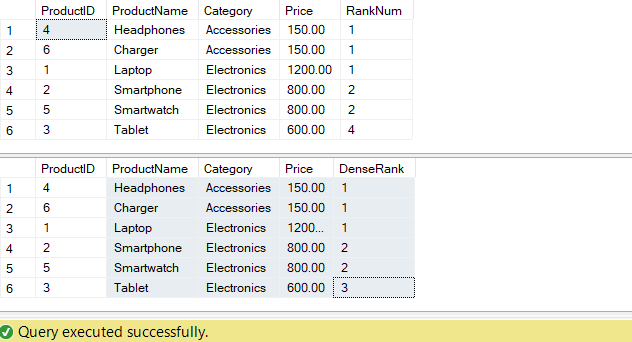 ProductID ProductName Category Price RankNum
1 4 Headphones Accessories 150.00 1
2 6 Charger Accessories 150.00 1
3 1 Laptop Electronics 1200.00 1
4 2 Smartphone Electronics 800.00 2
5 5 Smartwatch Electronics 800.00 2
6 3 Tablet Electronics 600.00 4
ProductID ProductName Category Price DenseRank
1 4 Headphones Accessories 150.00 1
2 6 Charger Accessories 150.00 1
3 1 Laptop Electronics 1200... 1
4 2 Smartphone Electronics 800.00 2
5 5 Smartwatch Electronics 800.00 2
6 3 Tablet Electronics 600.00 3
Query executed successfully.